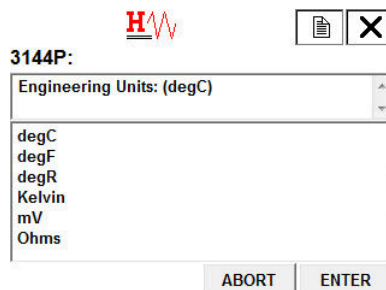 H
3144P:
Engineering Units: (degC)
degC
degF
degR
Kelvin
mV
Ohms
ABORT ENTER